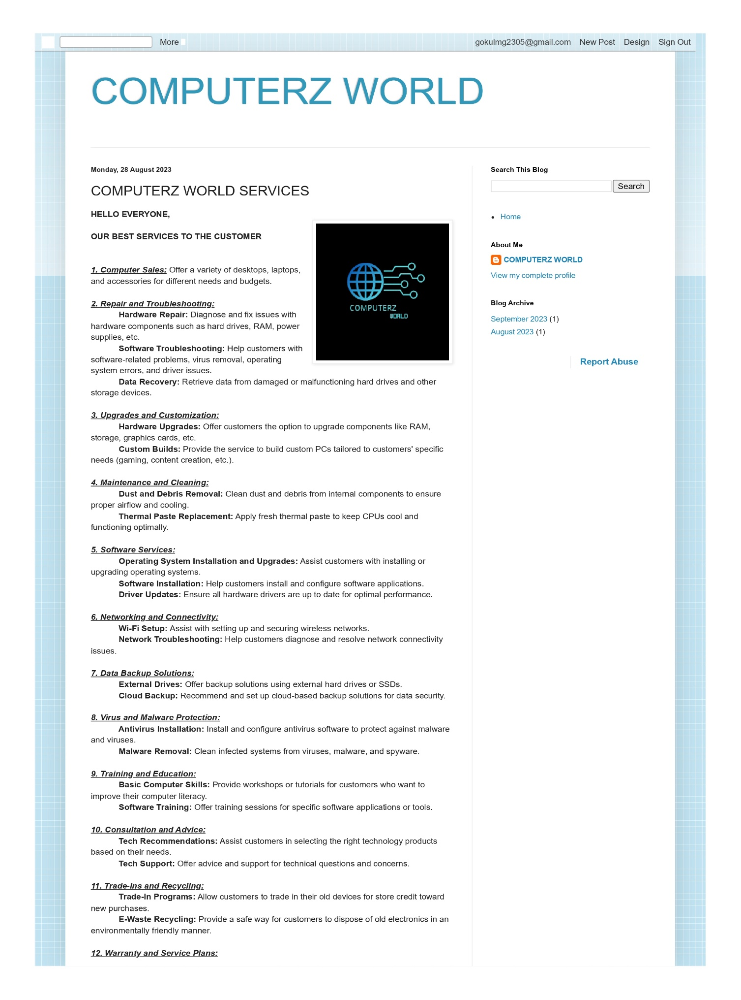 More
gokulmg2305@gmail.com New Post Design Sign Out
COMPUTERZ WORLD
Monday, 28 August 2023
COMPUTERZ WORLD SERVICES
HELLO EVERYONE,
OUR BEST SERVICES TO THE CUSTOMER
COMPUTERZ
WORLD
1. Computer Sales: Offer a variety of desktops, laptops,
and accessories for different needs and budgets.
2. Repair and Troubleshooting:
Hardware Repair: Diagnose and fix issues with
hardware components such as hard drives, RAM, power
supplies, etc.
Software Troubleshooting: Help customers with
software-related problems, virus removal, operating
system errors, and driver issues.
Data Recovery: Retrieve data from damaged or malfunctioning hard drives and other
storage devices.
3. Upgrades and Customization:
Hardware Upgrades: Offer customers the option to upgrade components like RAM,
storage, graphics cards, etc.
Custom Builds: Provide the service to build custom PCs tailored to customers' specific
needs (gaming, content creation, etc.).
4. Maintenance and Cleaning:
Dust and Debris Removal: Clean dust and debris from internal components to ensure
proper airflow and cooling.
Thermal Paste Replacement: Apply fresh thermal paste to keep CPUs cool and
functioning optimally.
5. Software Services:
Operating System Installation and Upgrades: Assist customers with installing or
upgrading operating systems.
Software Installation: Help customers install and configure software applications.
Driver Updates: Ensure all hardware drivers are up to date for optimal performance.
6. Networking and Connectivity:
Wi-Fi Setup: Assist with setting up and securing wireless networks.
Network Troubleshooting: Help customers diagnose and resolve network connectivity
issues.
7. Data Backup Solutions:
External Drives: Offer backup solutions using external hard drives or SSDs.
Cloud Backup: Recommend and set up cloud-based backup solutions for data security.
8. Virus and Malware Protection:
Antivirus Installation: Install and configure antivirus software to protect against malware
and viruses.
Malware Removal: Clean infected systems from viruses, malware, and spyware.
9. Training and Education:
Basic Computer Skills: Provide workshops or tutorials for customers who want to
improve their computer literacy.
Software Training: Offer training sessions for specific software applications or tools.
10. Consultation and Advice:
Tech Recommendations: Assist customers in selecting the right technology products
based on their needs.
Tech Support: Offer advice and support for technical questions and concerns.
11. Trade-Ins and Recycling:
Trade-In Programs: Allow customers to trade in their old devices for store credit toward
new purchases.
E-Waste Recycling: Provide a safe way for customers to dispose of old electronics in an
environmentally friendly manner.
12. Warranty and Service Plans:
Search This Blog
Search
Home
About Me
COMPUTERZ WORLD
View my complete profile
Blog Archive
September 2023 (1)
August 2023 (1)
Report Abuse